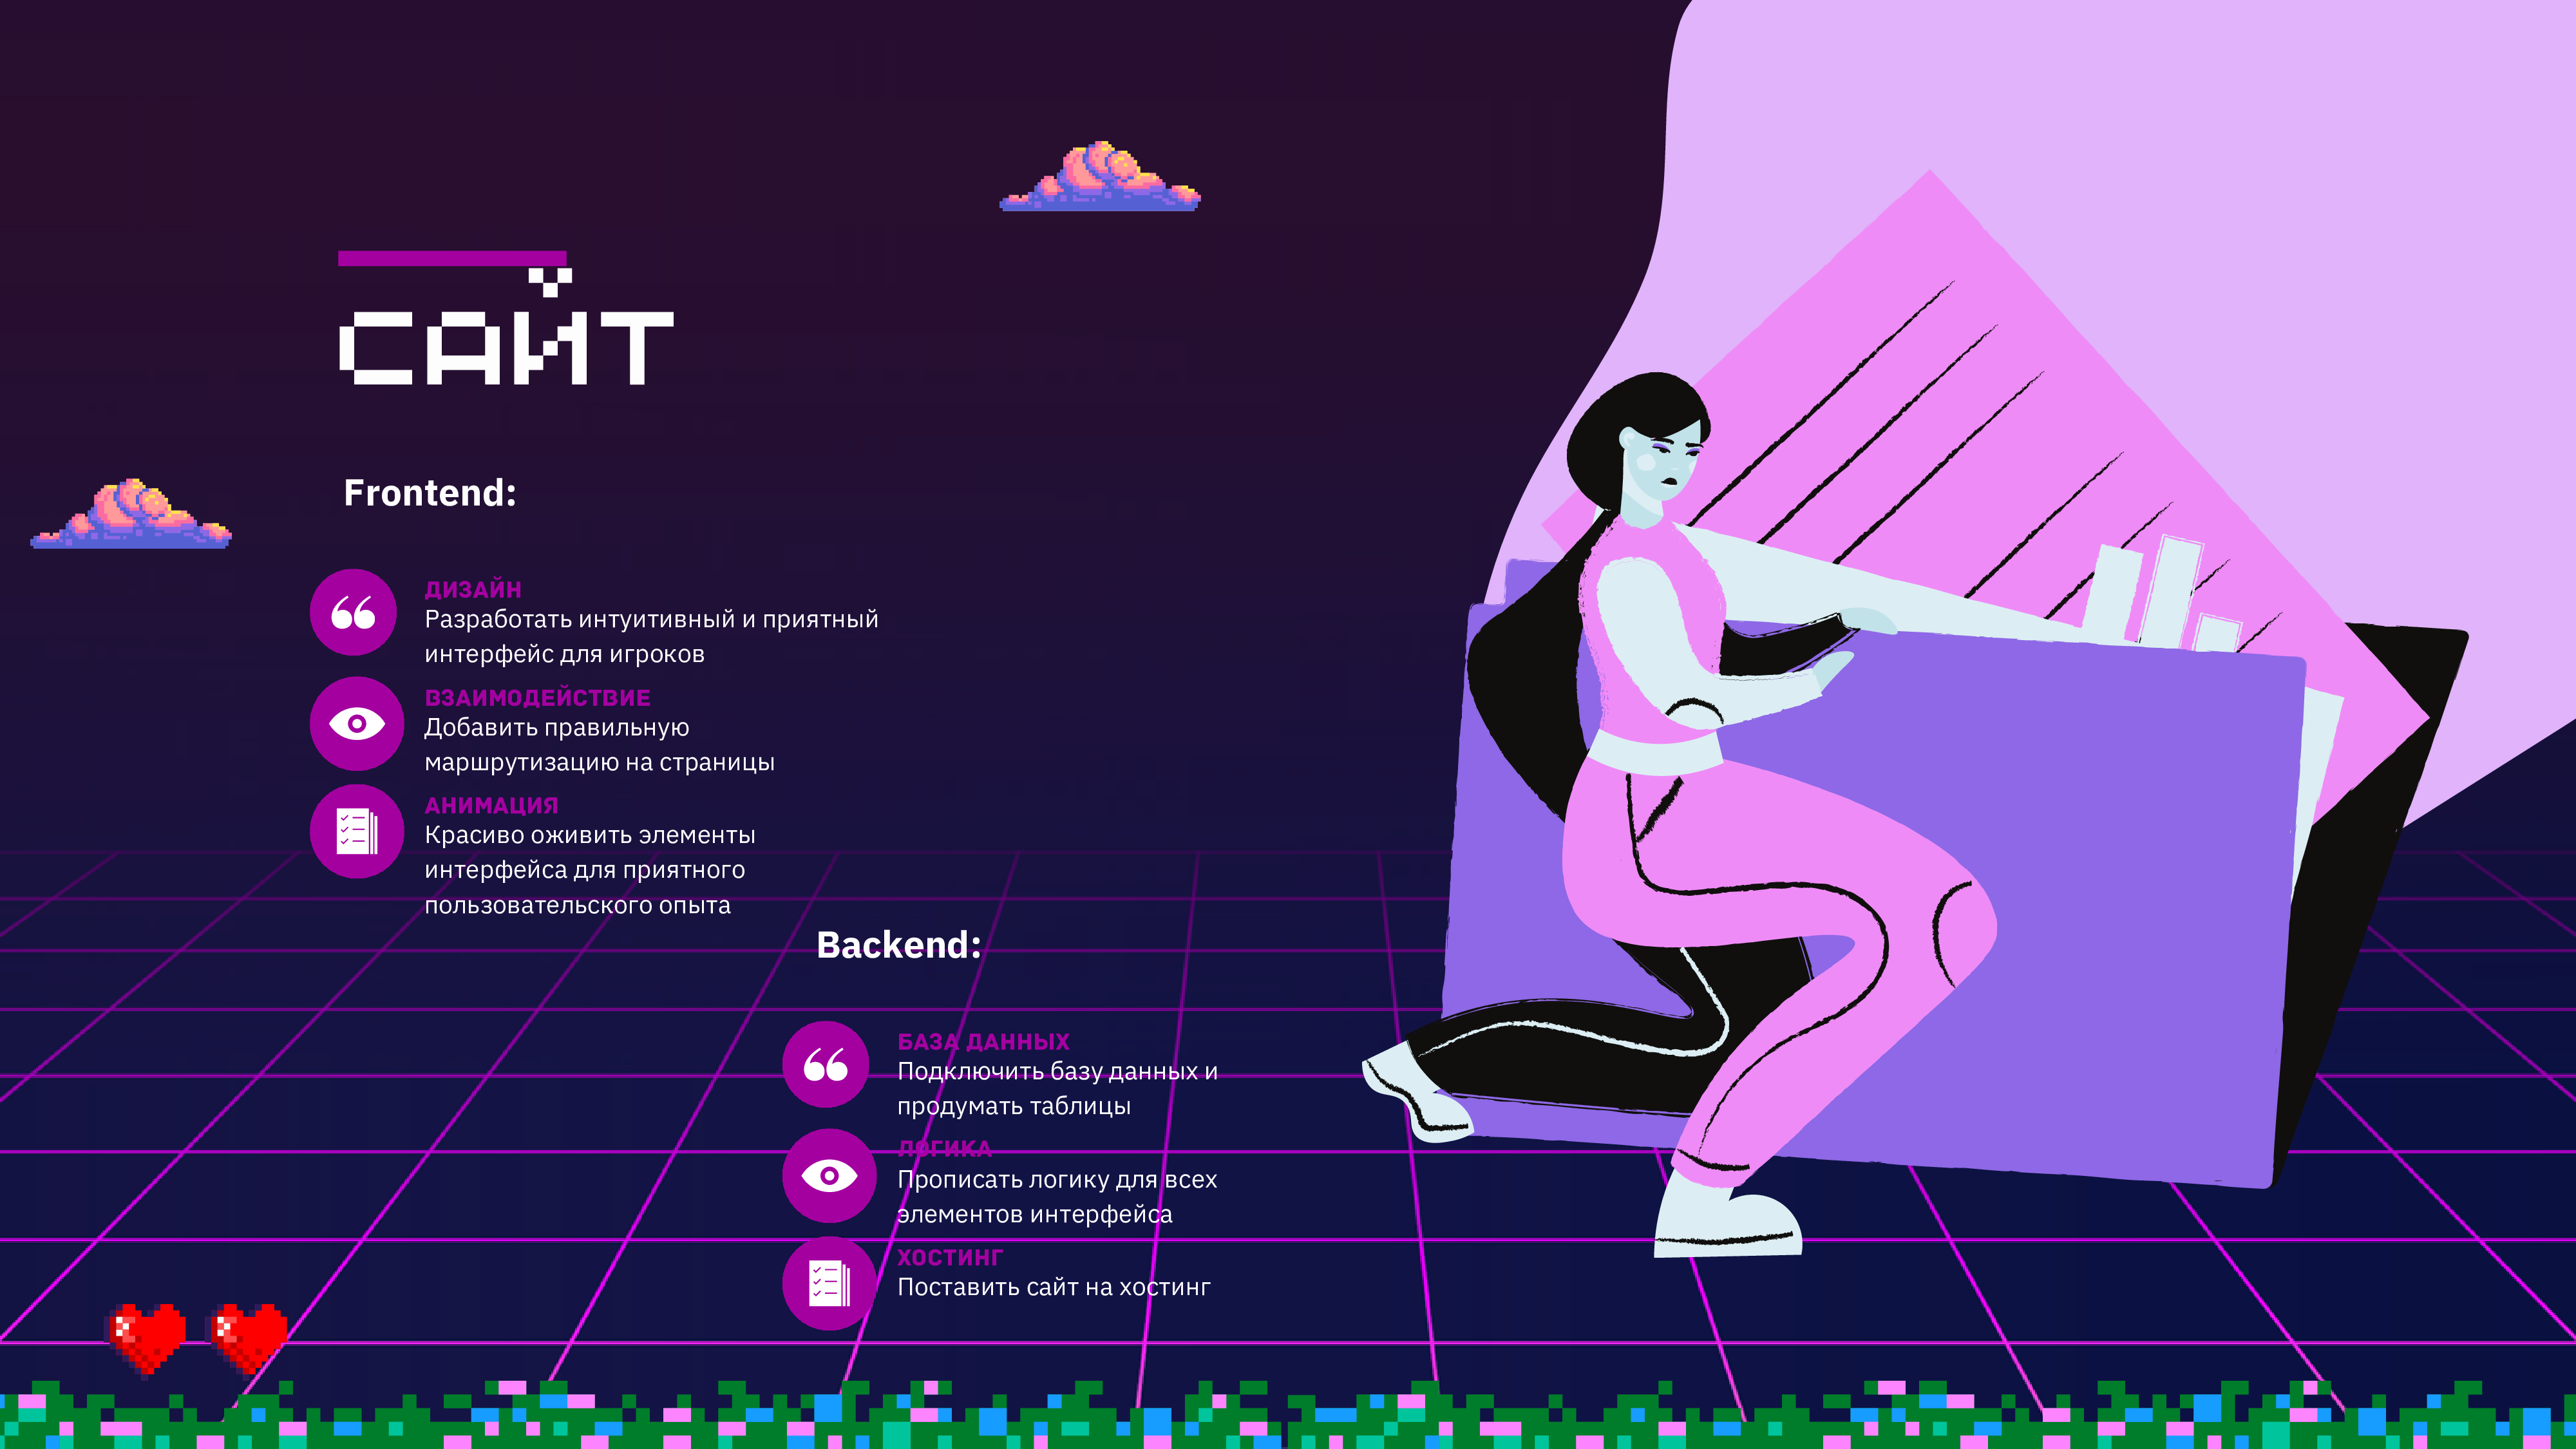 САЙТ
Frontend:
ДИЗАЙН
Разработать интуитивный и приятный
интерфейс для игроков
ВЗАИМОДЕЙСТВИЕ
Добавить правильную
маршрутизацию на страницы
АНИМАЦИЯ
Красиво оживить элементы
интерфейса для приятного
пользовательского опыта
Backend:
БАЗА ДАННЫХ
Подключить базу данных и
продумать таблицы
ЛОГИКА
Прописать логику для всех
элементов интерфейса
ХОСТИНГ
Поставить сайт на хостинг